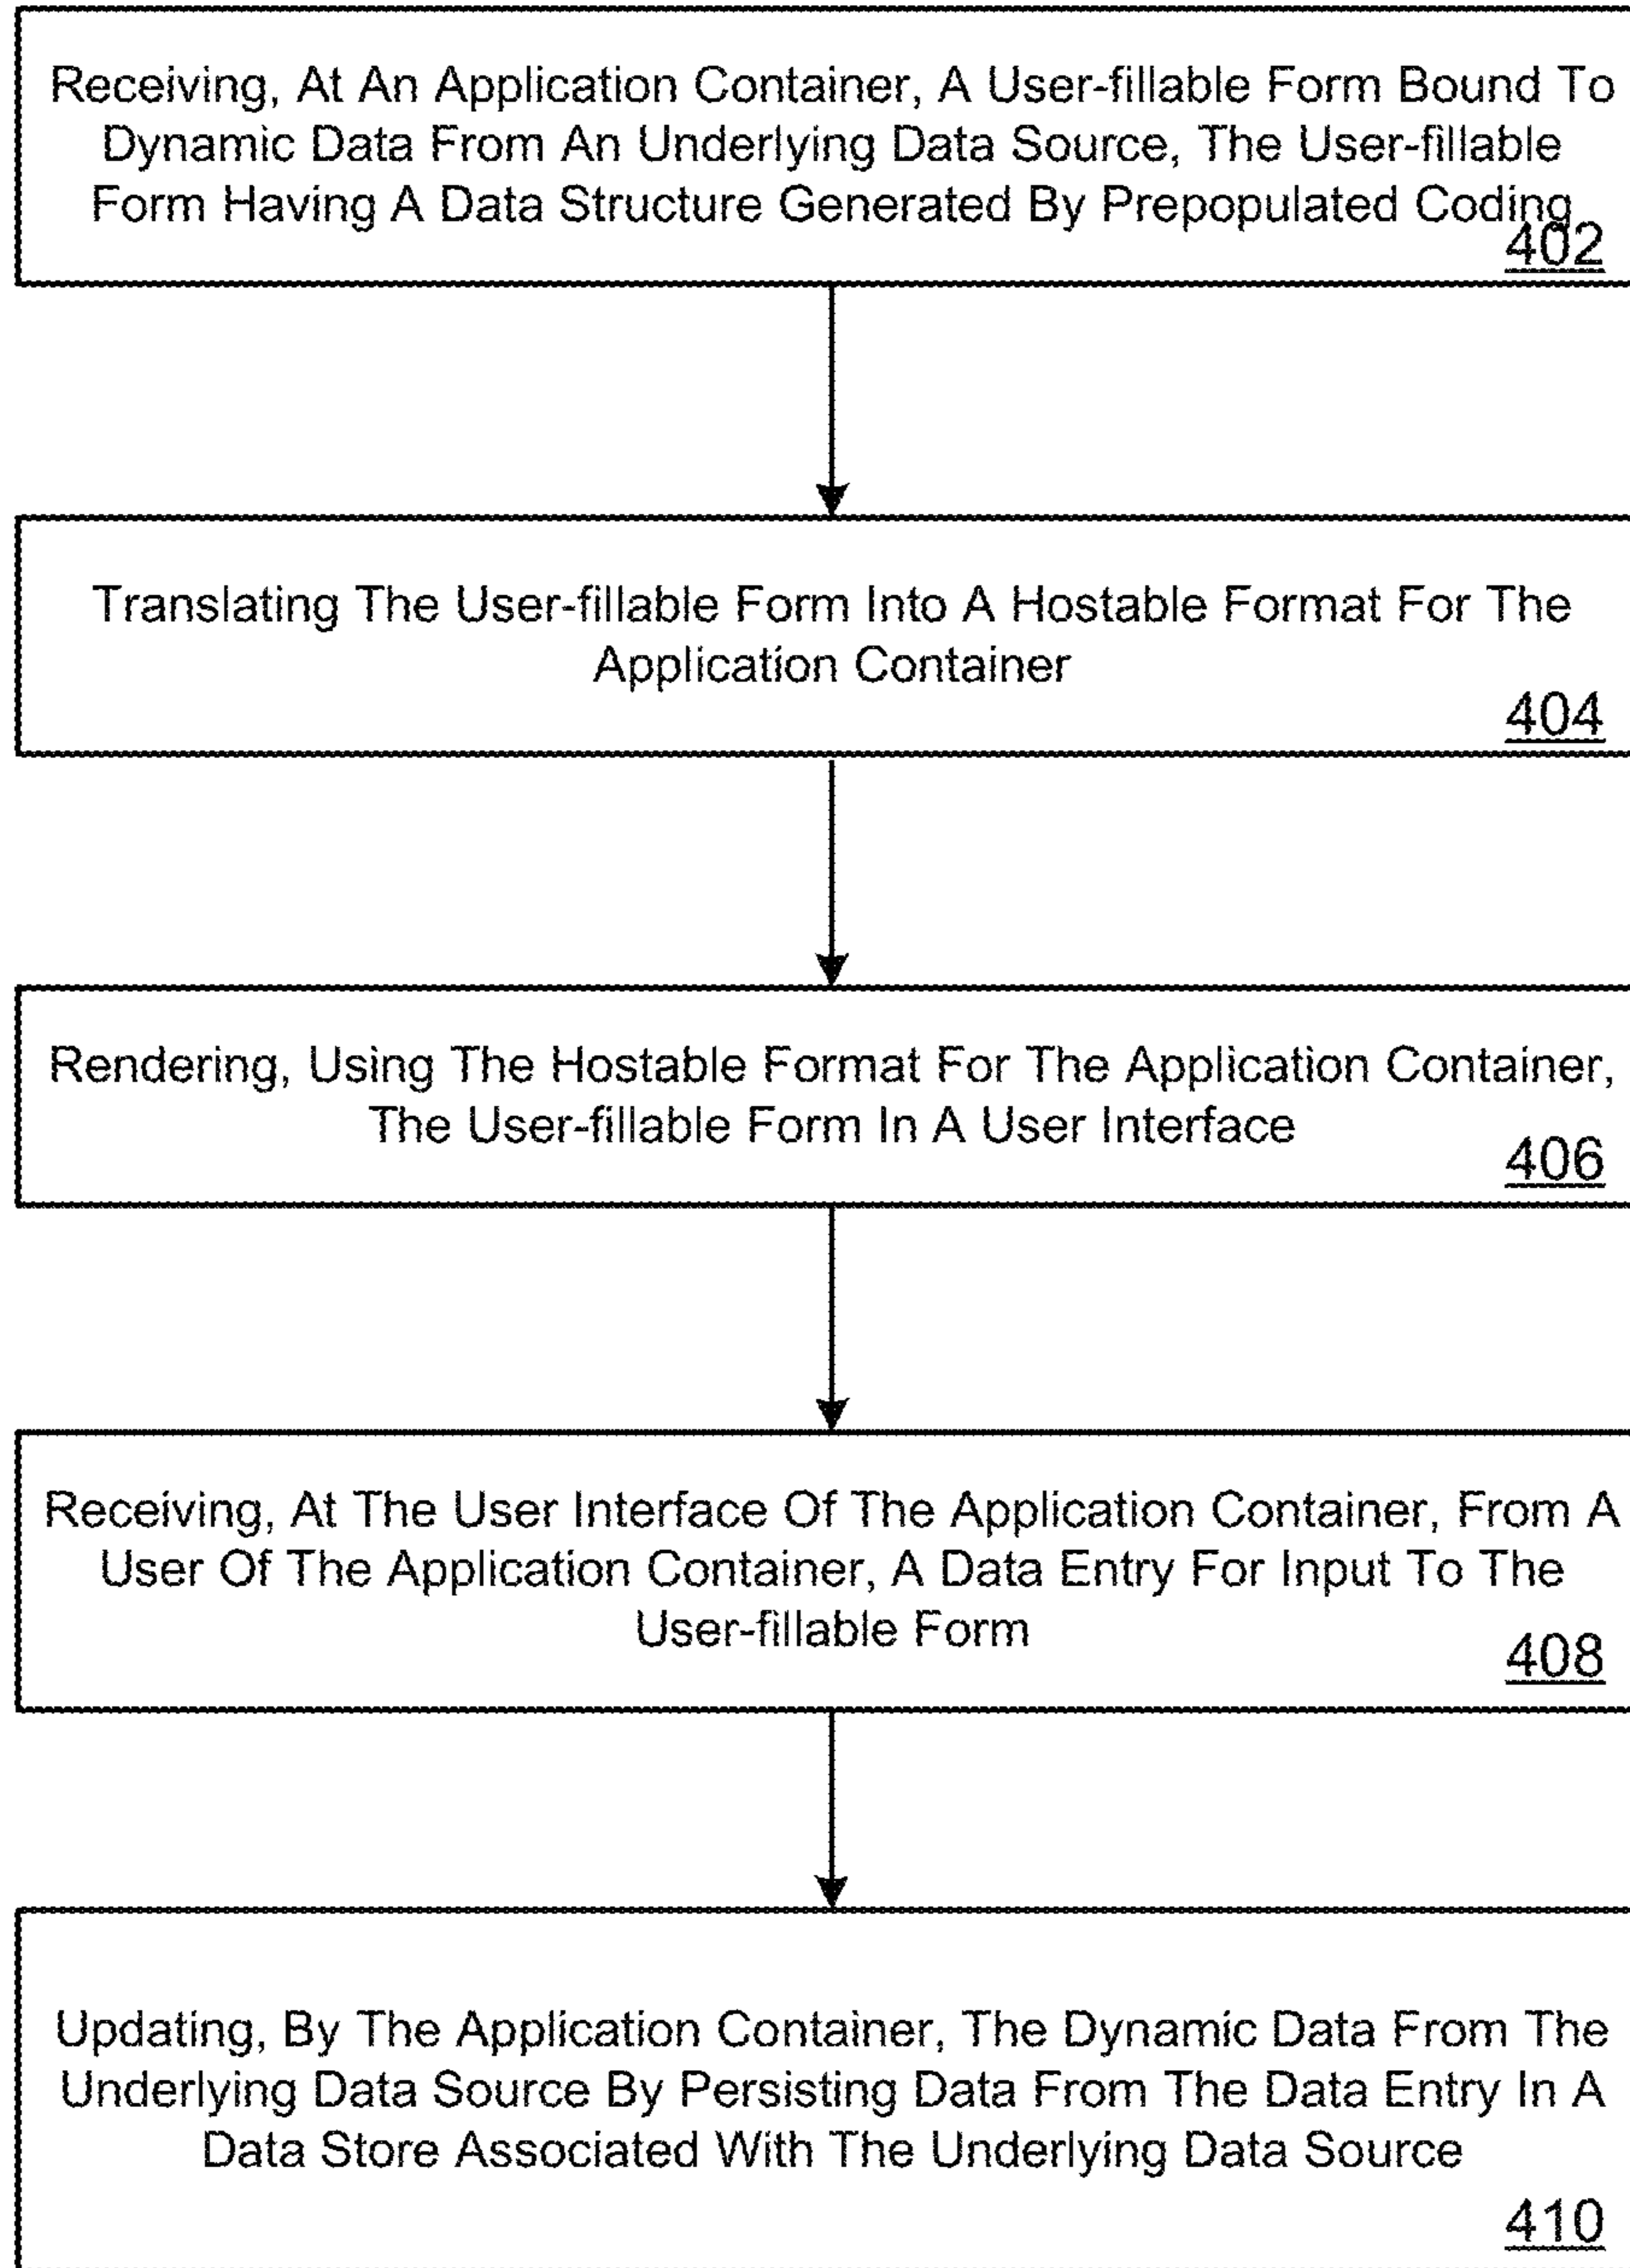 Receiving, At An Application Container, A User-fillable Form Bound To
Dynamic Data From An Underlying Data Source, The User-fillable
Form Having A Data Structure Generated By Prepopulated Coding
402
Translating The User-fillable Form Into A Hostable Format For The
Application Container
404
Rendering, Using The Hostable Format For The Application Container,
The User-fillable Form In A User Interface
406
Receiving, At The User Interface Of The Application Container, From A
User Of The Application Container, A Data Entry For Input To The
User-fillable Form
408
Updating, By The Application Container, The Dynamic Data From The
Underlying Data Source By Persisting Data From The Data Entry In A
Data Store Associated With The Underlying Data Source
410